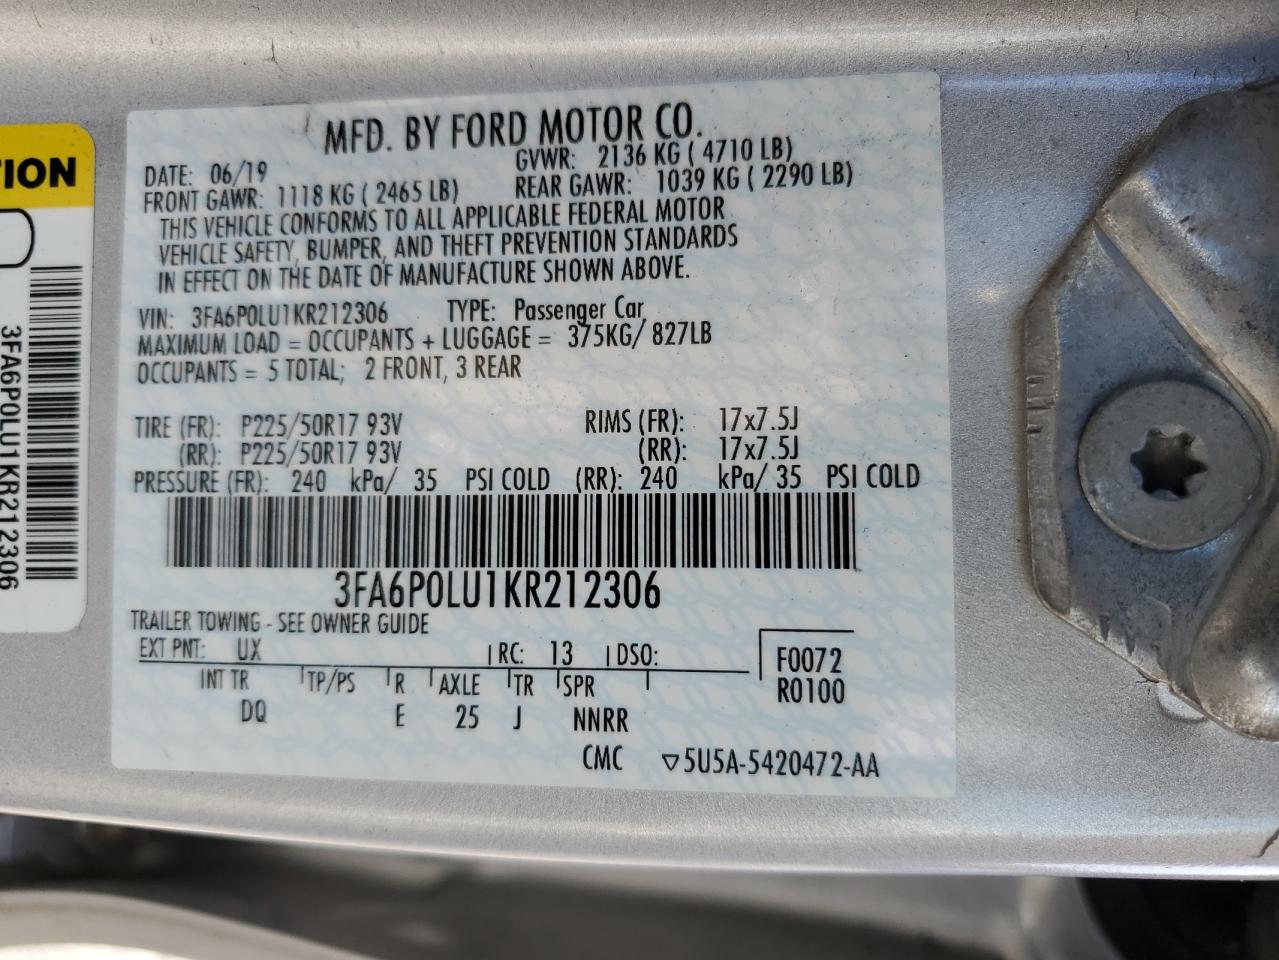 TION
3FA6P0LU1KR212306
MFD. BY FORD MOTOR CO.
DATE: 06/19 GVWR: 2136 KG ( 4710 LB)
FRONT GAWR: 1118 KG ( 2465 LB) REAR GAWR: 1039 KG ( 2290 LB)
THIS VEHICLE CONFORMS TO ALL APPLICABLE FEDERAL MOTOR
VEHICLE SAFETY, BUMPER, AND THEFT PREVENTION STANDARDS
IN EFFECT ON THE DATE OF MANUFACTURE SHOWN ABOVE.
VIN: 3FA6P0LU1KR212306 TYPE: Passenger Car
MAXIMUM LOAD = OCCUPANTS + LUGGAGE = 375KG/ 827LB
OCCUPANTS = 5 TOTAL; 2 FRONT, 3 REAR
TIRE (FR): P225/50R17 93V RIMS (FR): 17x7.5J
(RR): P225/50R17 93V (RR): 17x7.5J
PRESSURE (FR): 240 kPa/ 35 PSI COLD (RR): 240 kPa/ 35 PSI COLD
3FA6P0LU1KR212306
TRAILER TOWING - SEE OWNER GUIDE
EXT PNT: UX RC: 13 DSO: F0072
INT TR TP/PS R AXLE TR SPR R0100
DQ E 25 J NNRR
CMC ▽5U5A-5420472-AA